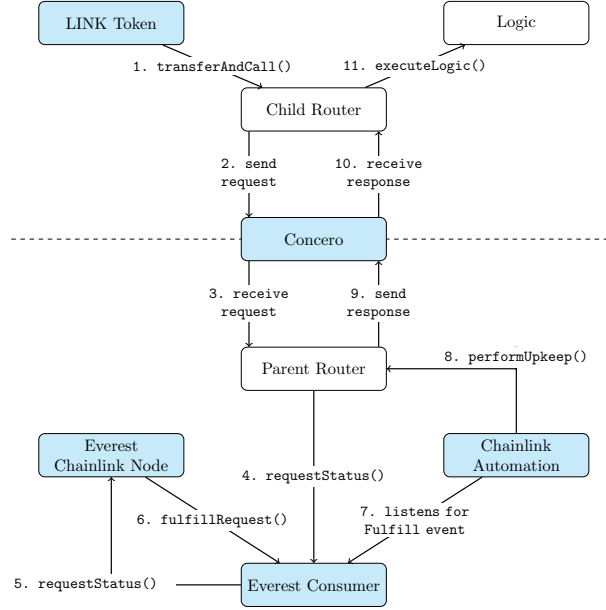 LINK Token
Logic
1. transferAndCall()
11. executeLogic()
Child Router
2. send
request
10. receive
response
Concero
3. receive
request
9. send
response
8. performUpkeep()
Parent Router
Everest
Chainlink Node
Chainlink
Automation
4. requestStatus()
6. fulfillRequest()
7. listens for
Fulfill event
5. requestStatus()
Everest Consumer